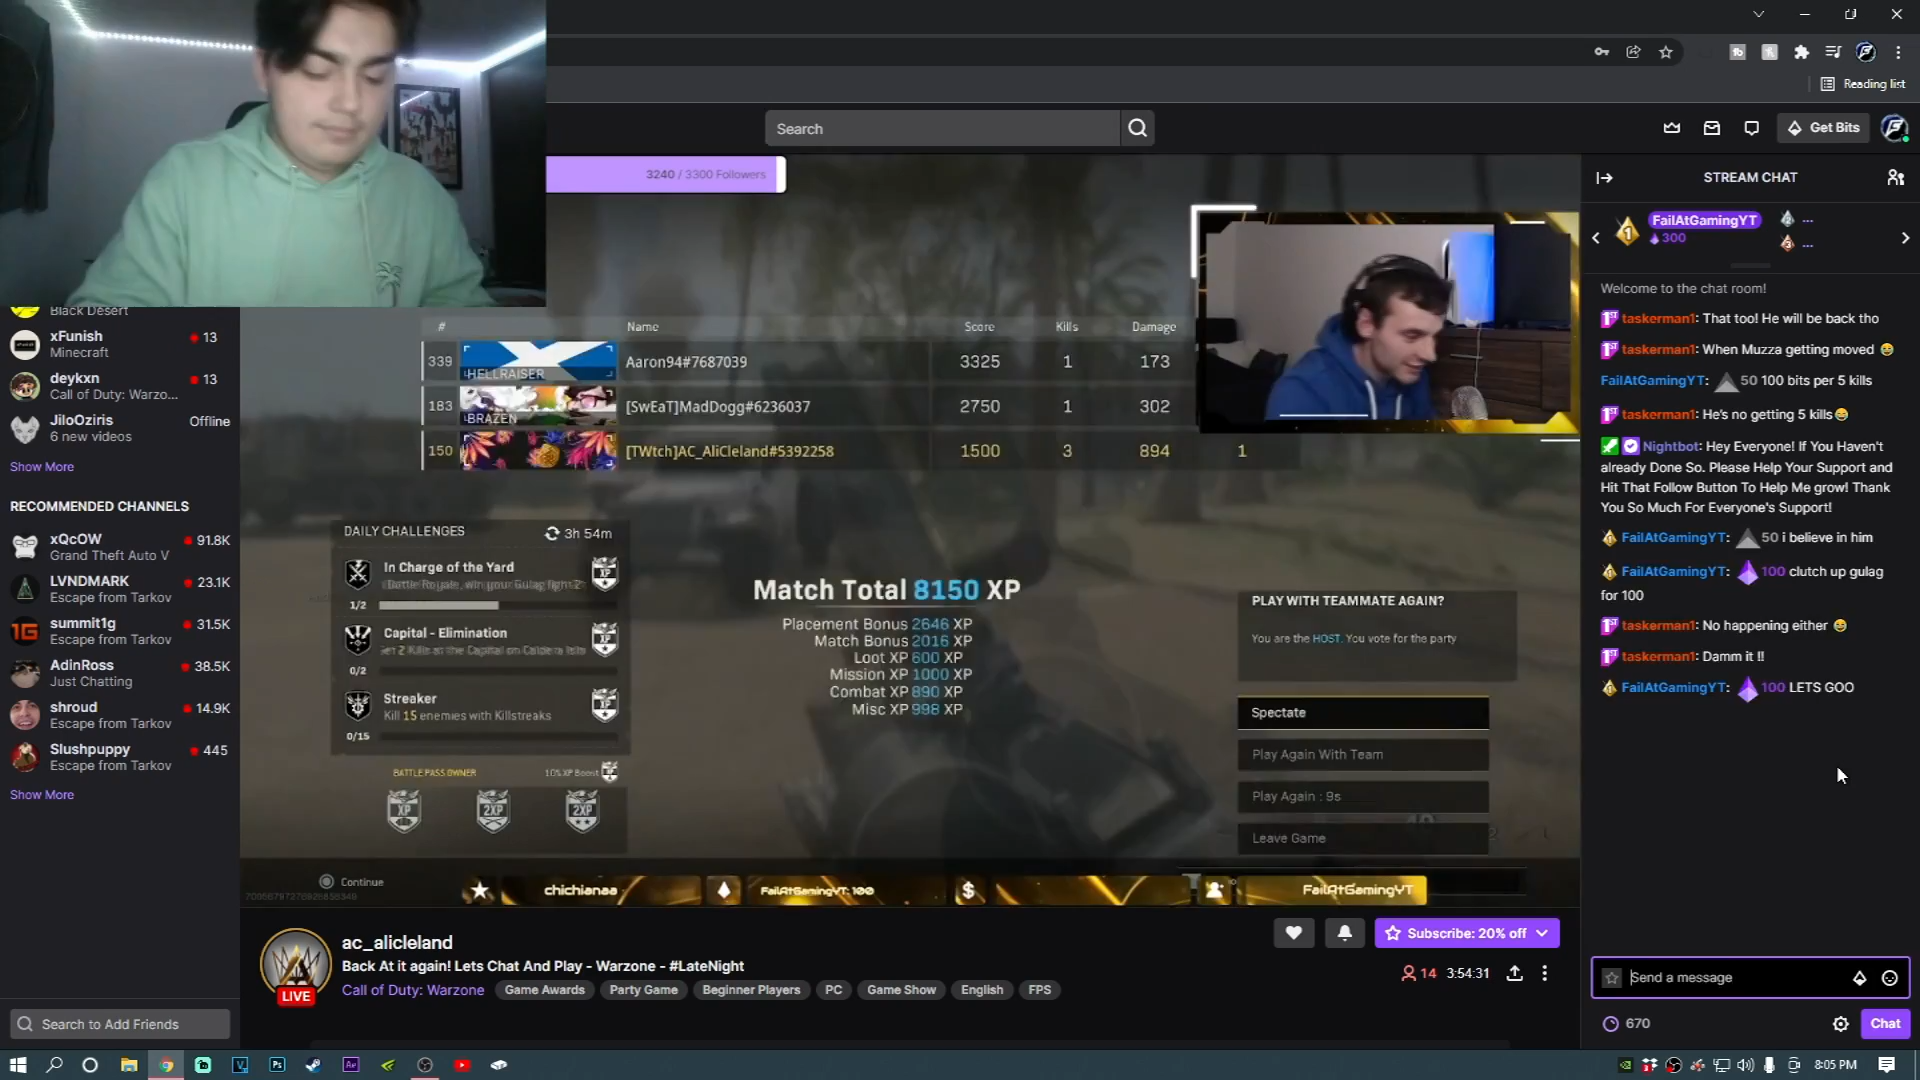 Reading list
Search
Get Bits
3240 / 3300 Followers
STREAM CHAT
FailAtGamingYT
300
Welcome to the chat room!
taskerman1: That too! He will be back tho
taskerman1: When Muzza getting moved 😂
FailAtGamingYT: 50 100 bits per 5 kills
taskerman1: He's no getting 5 kills😂
Nightbot: Hey Everyone! If You Haven't
already Done So. Please Help Your Support and
Hit That Follow Button To Help Me grow! Thank
You So Much For Everyone's Support!
FailAtGamingYT: 50 i believe in him
FailAtGamingYT: 100 clutch up gulag
for 100
taskerman1: No happening either 😂
taskerman1: Damm it !!
FailAtGamingYT: 100 LETS GOO
Send a message
670
Chat
Black Desert
xFunish 13
Minecraft
deykxn 13
Call of Duty: Warzo...
JiloOziris Offline
6 new videos
Show More
RECOMMENDED CHANNELS
xQcOW 91.8K
Grand Theft Auto V
LVNDMARK 23.1K
Escape from Tarkov
summit1g 31.5K
Escape from Tarkov
AdinRoss 38.5K
Just Chatting
shroud 14.9K
Escape from Tarkov
Slushpuppy 445
Escape from Tarkov
Show More
Search to Add Friends
# Name Score Kills Damage
339 HELLRAISER Aaron94#7687039 3325 1 173
183 BRAZEN [SwEaT]MadDogg#6236037 2750 1 302
150 [TWtch]AC_AliCleland#5392258 1500 3 894 1
DAILY CHALLENGES 3h 54m
In Charge of the Yard
1/2
Capital - Elimination
0/2
Streaker
Kill 15 enemies with Killstreaks
0/15
BATTLE PASS OWNER 10% XP Boost
XP 2XP 2XP
Match Total 8150 XP
Placement Bonus 2646 XP
Match Bonus 2016 XP
Loot XP 600 XP
Mission XP 1000 XP
Combat XP 890 XP
Misc XP 998 XP
PLAY WITH TEAMMATE AGAIN?
You are the HOST. You vote for the party
Spectate
Play Again With Team
Play Again : 9s
Leave Game
Continue
chichianaa
FailAtGamingYT: 100
FailAtGamingYT
ac_alicleland
Back At it again! Lets Chat And Play - Warzone - #LateNight
Call of Duty: Warzone Game Awards Party Game Beginner Players PC Game Show English FPS
LIVE
Subscribe: 20% off
14 3:54:31
8:05 PM